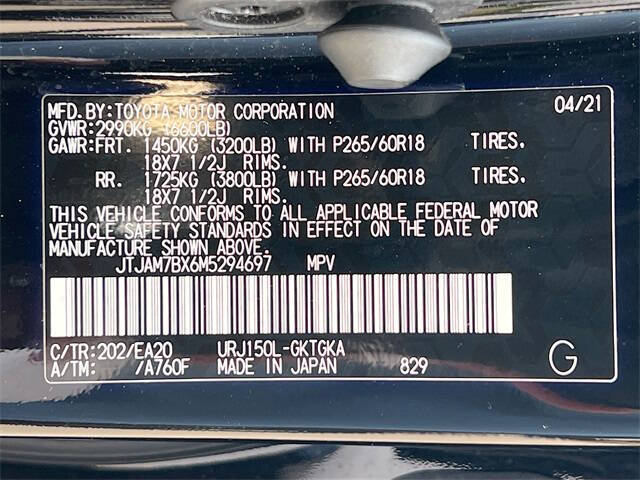 MFD.BY:TOYOTA MOTOR CORPORATION 04/21
GVWR:2990KG (6600LB)
GAWR:FRT. 1450KG (3200LB) WITH P265/60R18 TIRES.
18X7 1/2J RIMS.
RR. 1725KG (3800LB) WITH P265/60R18 TIRES.
18X7 1/2J RIMS.
THIS VEHICLE CONFORMS TO ALL APPLICABLE FEDERAL MOTOR
VEHICLE SAFETY STANDARDS IN EFFECT ON THE DATE OF
MANUFACTURE SHOWN ABOVE.
JTJAM7BX6M5294697 MPV
C/TR:202/EA20 URJ150L-GKTGKA
A/TM: /A760F MADE IN JAPAN 829 G